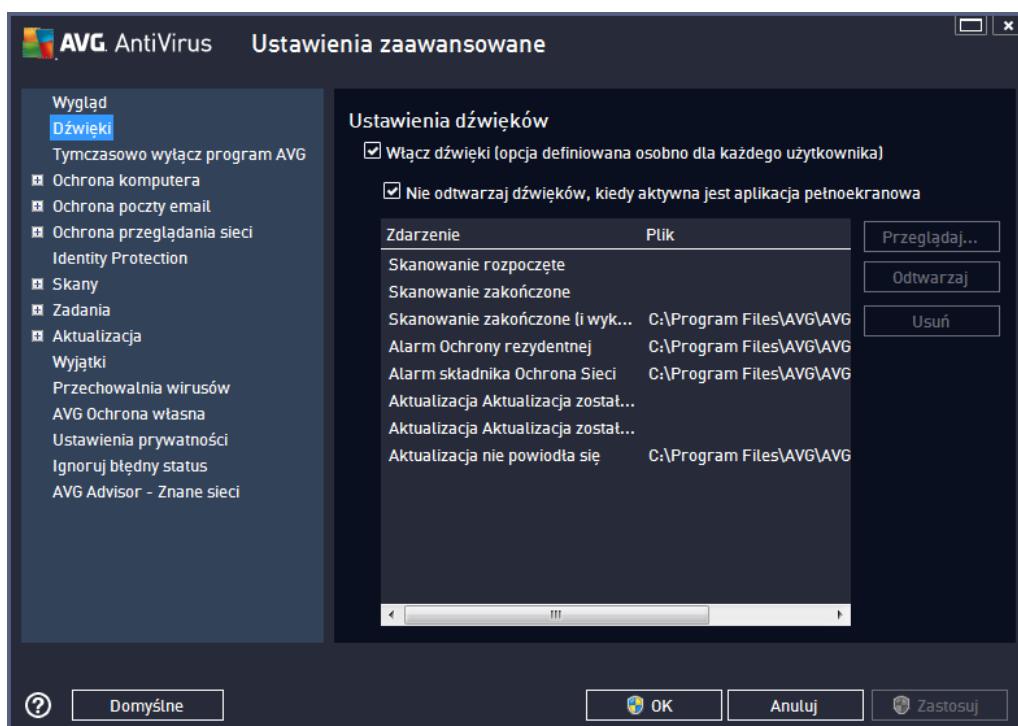 AVG. AntiVirus Ustawienia zaawansowane
Wygląd
Dźwięki
Tymczasowo wyłącz program AVG
Ochrona komputera
Ochrona poczty email
Ochrona przeglądania sieci
Identity Protection
Skany
Zadania
Aktualizacja
Wyjątki
Przechowalnia wirusów
AVG Ochrona własna
Ustawienia prywatności
Ignoruj błędny status
AVG Advisor - Znane sieci
Ustawienia dźwięków
Włącz dźwięki (opcja definiowana osobno dla każdego użytkownika)
Nie odtwarzaj dźwięków, kiedy aktywna jest aplikacja pełnoekranowa
Zdarzenie Plik
Skanowanie rozpoczęte
Skanowanie zakończone
Skanowanie zakończone (i wyk... C:\Program Files\AVG\AVG
Alarm Ochrony rezydentnej C:\Program Files\AVG\AVG
Alarm składnika Ochrona Sieci C:\Program Files\AVG\AVG
Aktualizacja Aktualizacja został...
Aktualizacja Aktualizacja został...
Aktualizacja nie powiodła się C:\Program Files\AVG\AVG
Przeglądaj...
Odtwarzaj
Usuń
? Domyślne OK Anuluj Zastosuj